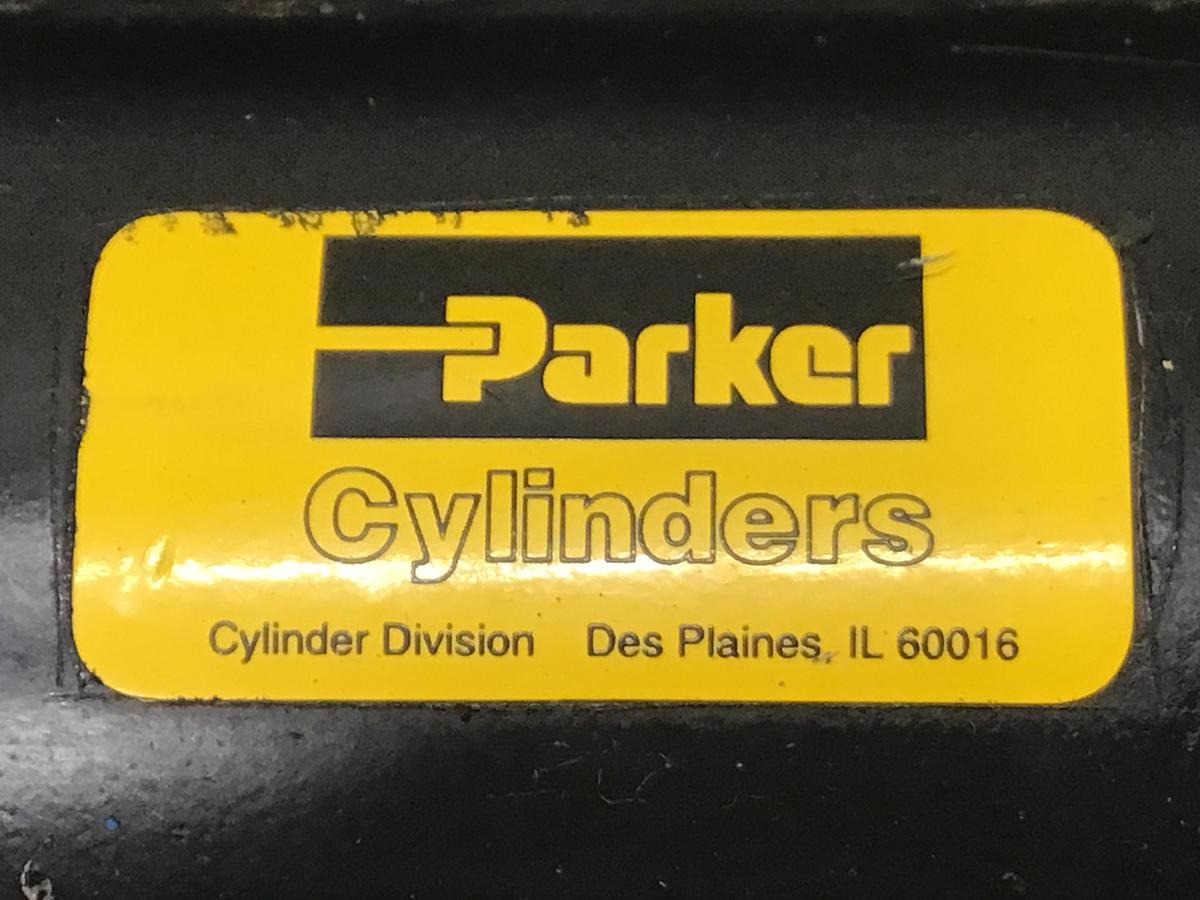 Parker
Cylinders
Cylinder Division Des Plaines, IL 60016